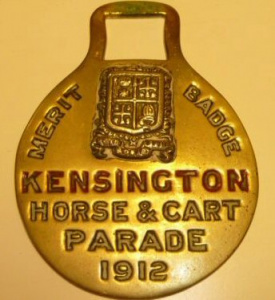 MERIT BADGE
KENSINGTON
HORSE & CART
PARADE
1912